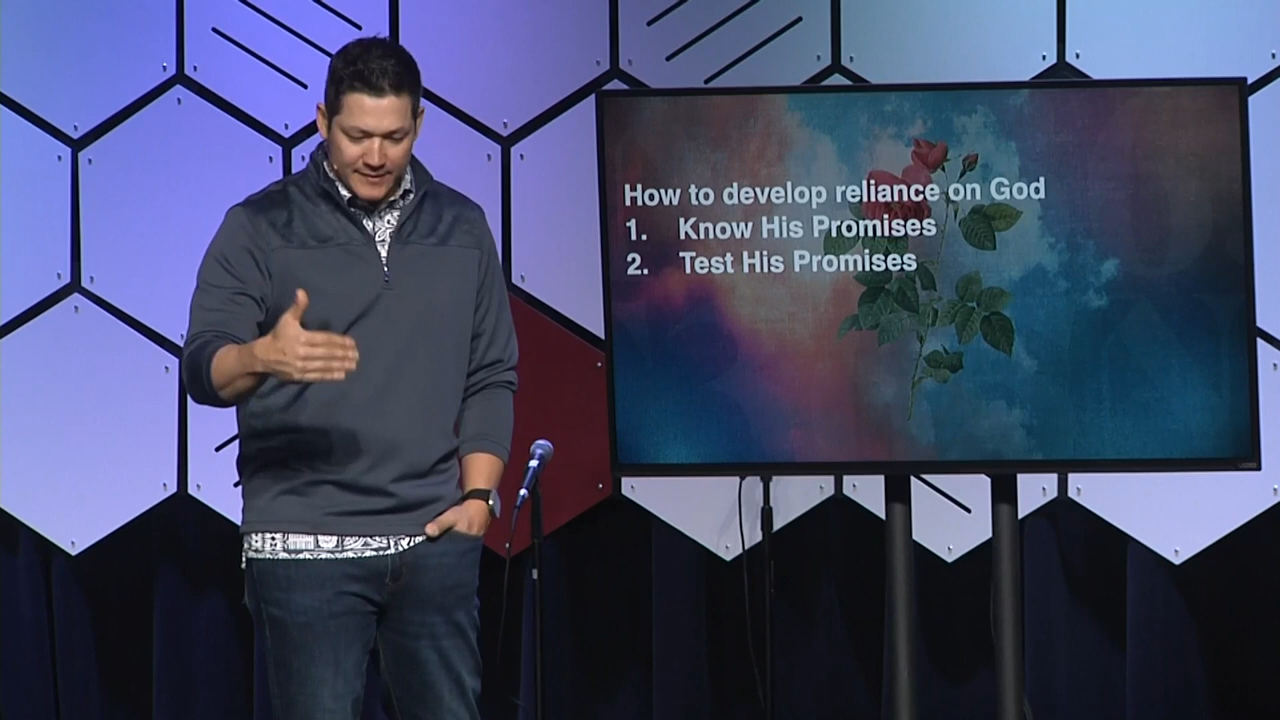 How to develop reliance on God
1. Know His Promises
2. Test His Promises